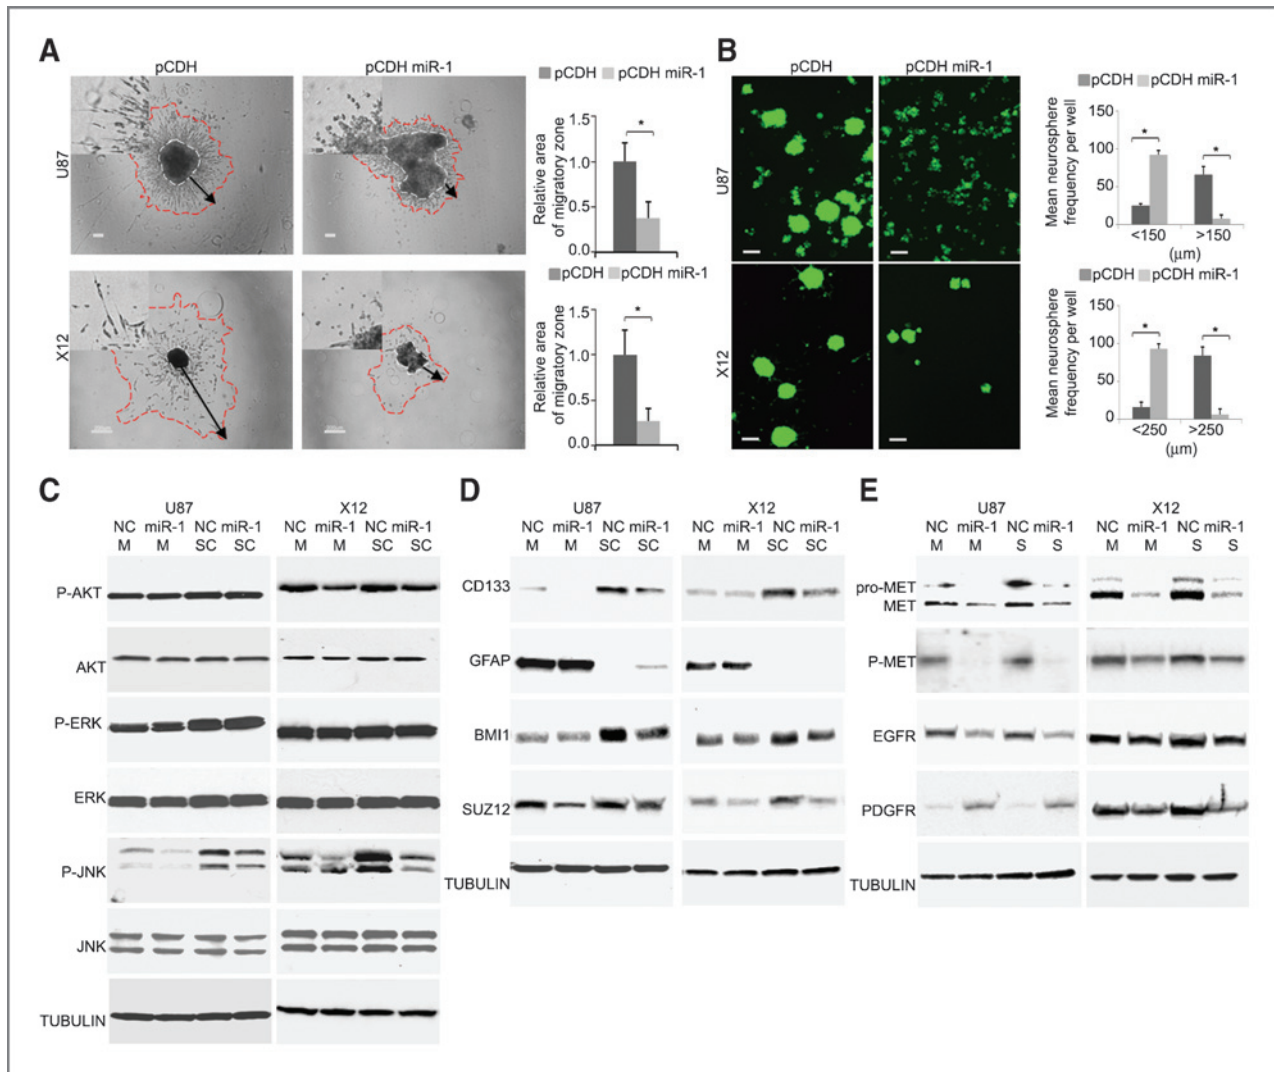 A
pCDH
pCDH miR-1
U87
X12
pCDH
pCDH miR-1
Relative area
of migratory zone
1.5
1.0
0.5
0.0
*
pCDH
pCDH miR-1
Relative area
of migratory zone
1.5
1.0
0.5
0.0
*
B
pCDH
pCDH miR-1
U87
X12
pCDH
pCDH miR-1
Mean neurosphere
frequency per well
150
100
50
0
*
*
<150
>150
(μm)
pCDH
pCDH miR-1
Mean neurosphere
frequency per well
150
100
50
0
*
*
<250
>250
(μm)
C
U87
X12
NC miR-1 NC miR-1
M M SC SC
NC miR-1 NC miR-1
M M SC SC
P-AKT
AKT
P-ERK
ERK
P-JNK
JNK
TUBULIN
D
U87
X12
NC miR-1 NC miR-1
M M SC SC
NC miR-1 NC miR-1
M M SC SC
CD133
GFAP
BMI1
SUZ12
TUBULIN
E
U87
X12
NC miR-1 NC miR-1
M M S S
NC miR-1 NC miR-1
M M S S
pro-MET
MET
P-MET
EGFR
PDGFR
TUBULIN